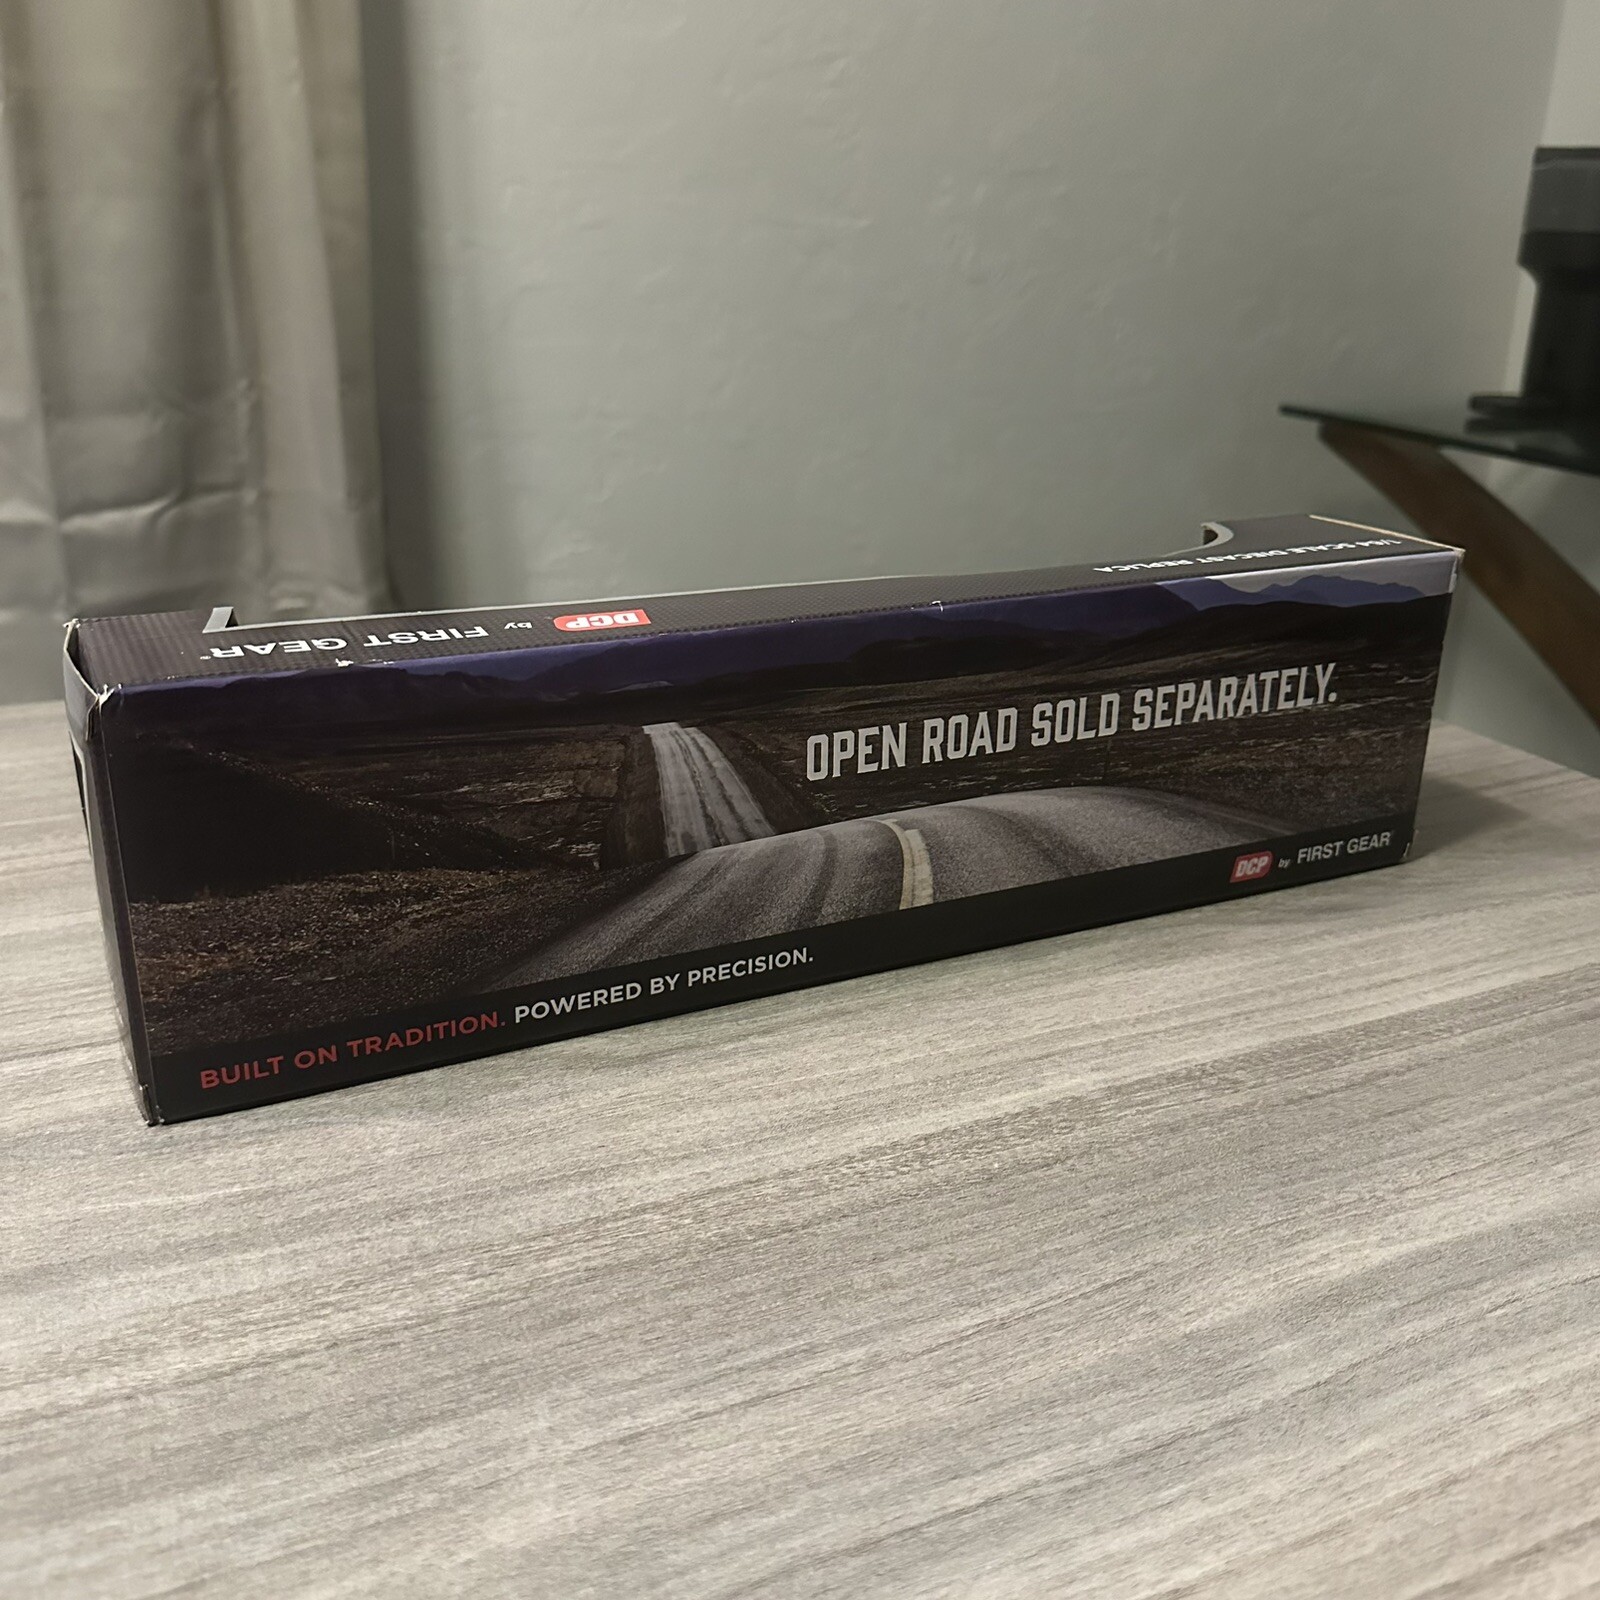 1/64 SCALE DIECAST REPLICA
DCP by FIRST GEAR®
OPEN ROAD SOLD SEPARATELY.
DCP by FIRST GEAR®
BUILT ON TRADITION. POWERED BY PRECISION.